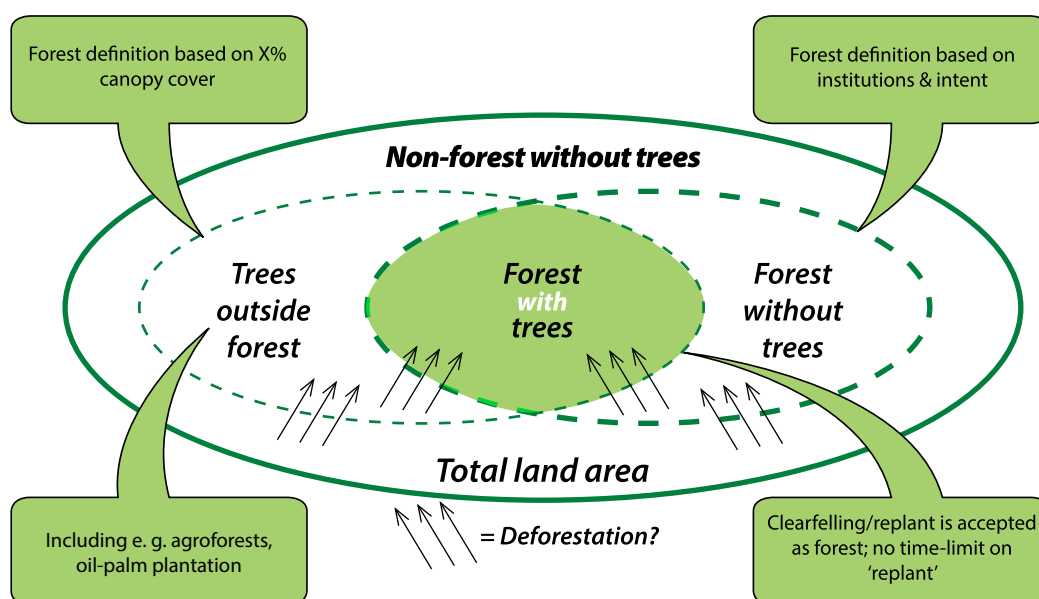 Forest definition based on X%
canopy cover
Forest definition based on
institutions & intent
Non-forest without trees
Trees
outside
forest
Forest
with
trees
Forest
without
trees
Total land area
Including e. g. agroforests,
oil-palm plantation
= Deforestation?
Clearfelling/replant is accepted
as forest; no time-limit on
‘replant’